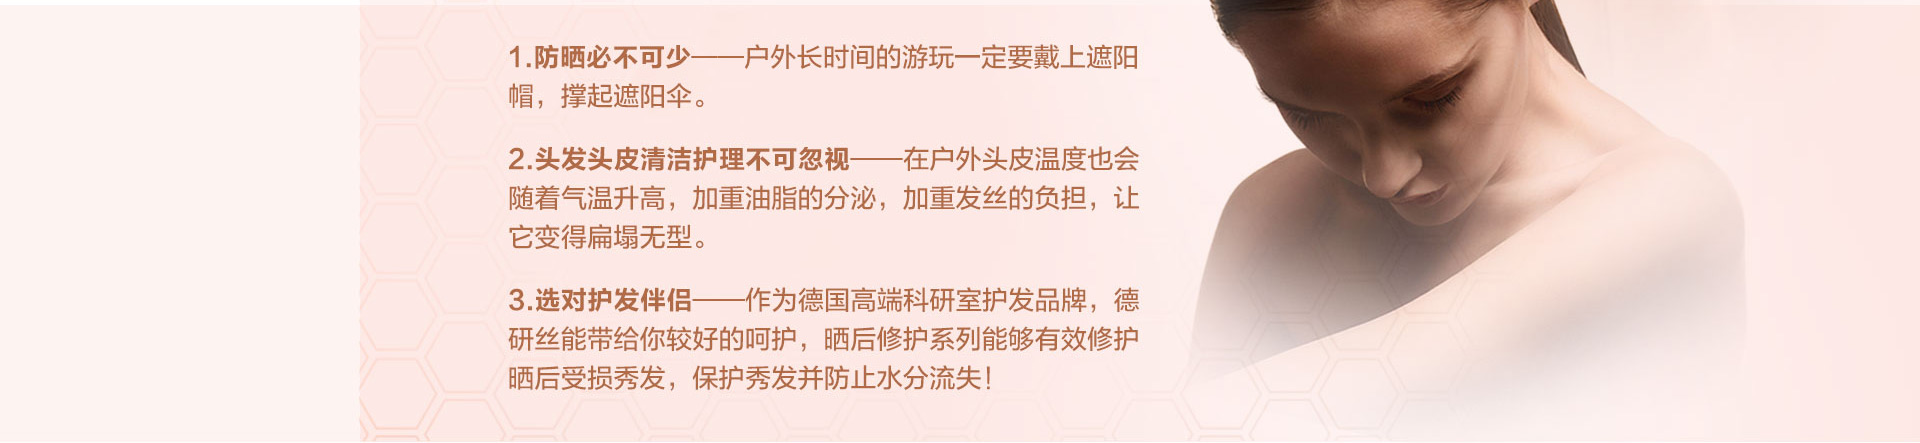 1.防晒必不可少——户外长时间的游玩一定要戴上遮阳
帽，撑起遮阳伞。
2.头发头皮清洁护理不可忽视——在户外头皮温度也会
随着气温升高，加重油脂的分泌，加重发丝的负担，让
它变得扁塌无型。
3.选对护发伴侣——作为德国高端科研室护发品牌，德
研丝能带给你较好的呵护，晒后修护系列能够有效修护
晒后受损秀发，保护秀发并防止水分流失！